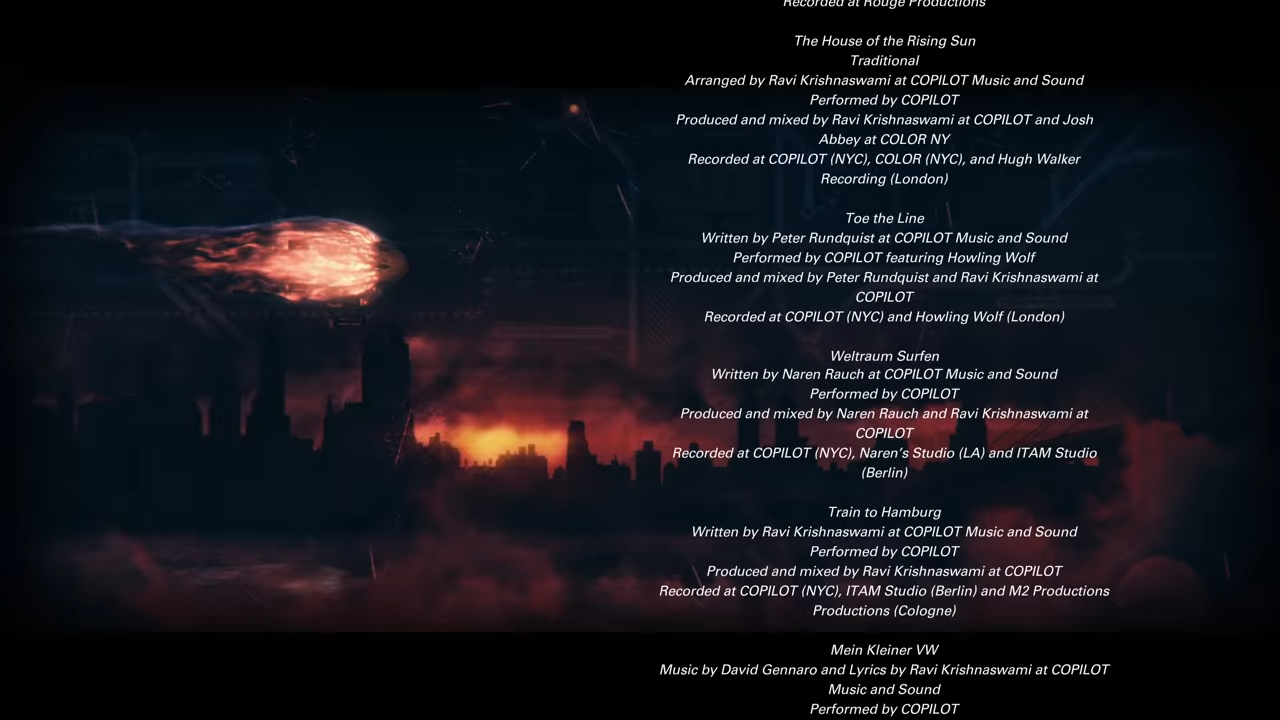 Recorded at Rouge Productions
The House of the Rising Sun
Traditional
Arranged by Ravi Krishnaswami at COPILOT Music and Sound
Performed by COPILOT
Produced and mixed by Ravi Krishnaswami at COPILOT and Josh
Abbey at COLOR NY
Recorded at COPILOT (NYC), COLOR (NYC), and Hugh Walker
Recording (London)
Toe the Line
Written by Peter Rundquist at COPILOT Music and Sound
Performed by COPILOT featuring Howling Wolf
Produced and mixed by Peter Rundquist and Ravi Krishnaswami at
COPILOT
Recorded at COPILOT (NYC) and Howling Wolf (London)
Weltraum Surfen
Written by Naren Rauch at COPILOT Music and Sound
Performed by COPILOT
Produced and mixed by Naren Rauch and Ravi Krishnaswami at
COPILOT
Recorded at COPILOT (NYC), Naren's Studio (LA) and ITAM Studio
(Berlin)
Train to Hamburg
Written by Ravi Krishnaswami at COPILOT Music and Sound
Performed by COPILOT
Produced and mixed by Ravi Krishnaswami at COPILOT
Recorded at COPILOT (NYC), ITAM Studio (Berlin) and M2 Productions
Productions (Cologne)
Mein Kleiner VW
Music by David Gennaro and Lyrics by Ravi Krishnaswami at COPILOT
Music and Sound
Performed by COPILOT